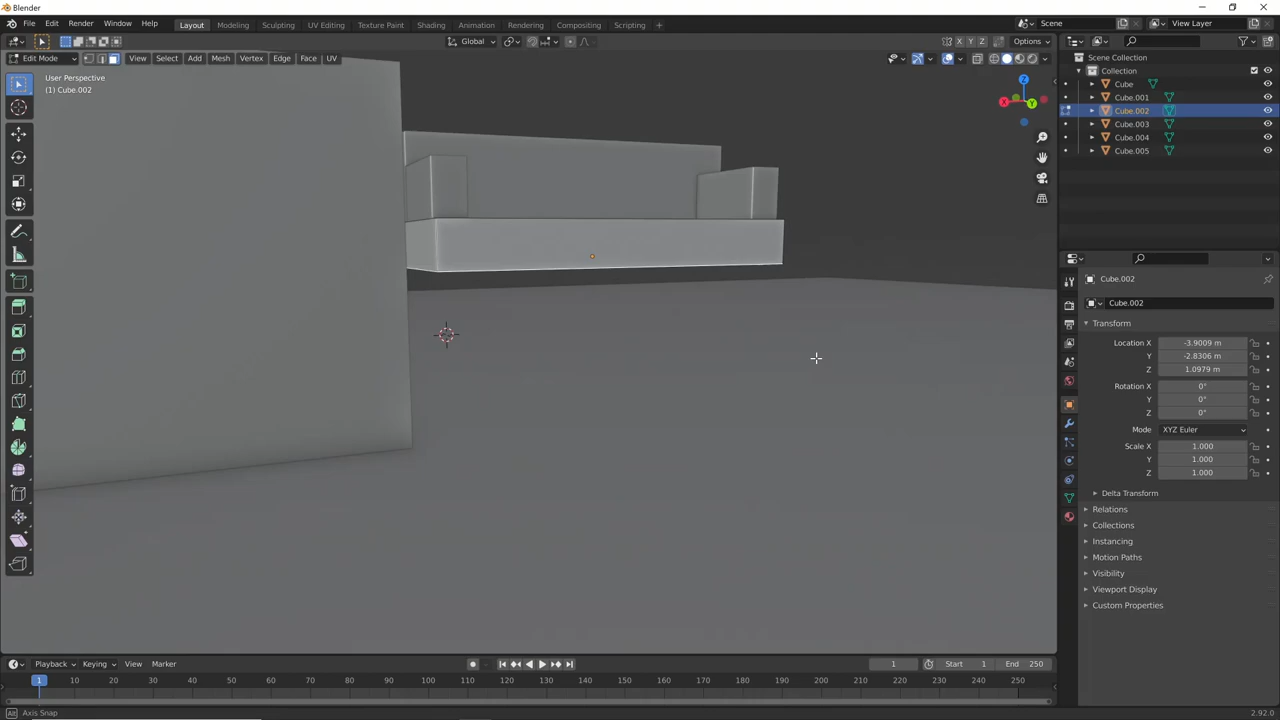 Blender
File Edit Render Window Help Layout Modeling Sculpting UV Editing Texture Paint Shading Animation Rendering Compositing Scripting + Scene View Layer
Global X Y Z Options
Edit Mode View Select Add Mesh Vertex Edge Face UV
User Perspective
(1) Cube.002
X Y Z
Scene Collection
Collection
Cube
Cube.001
Cube.002
Cube.003
Cube.004
Cube.005
Cube.002
Cube.002
Transform
Location X -3.9009 m
Y -2.8306 m
Z 1.0979 m
Rotation X 0°
Y 0°
Z 0°
Mode XYZ Euler
Scale X 1.000
Y 1.000
Z 1.000
Delta Transform
Relations
Collections
Instancing
Motion Paths
Visibility
Viewport Display
Custom Properties
Playback Keying View Marker 1 Start 1 End 250
1 10 20 30 40 50 60 70 80 90 100 110 120 130 140 150 160 170 180 190 200 210 220 230 240 250
Alt Axis Snap 2.92.0